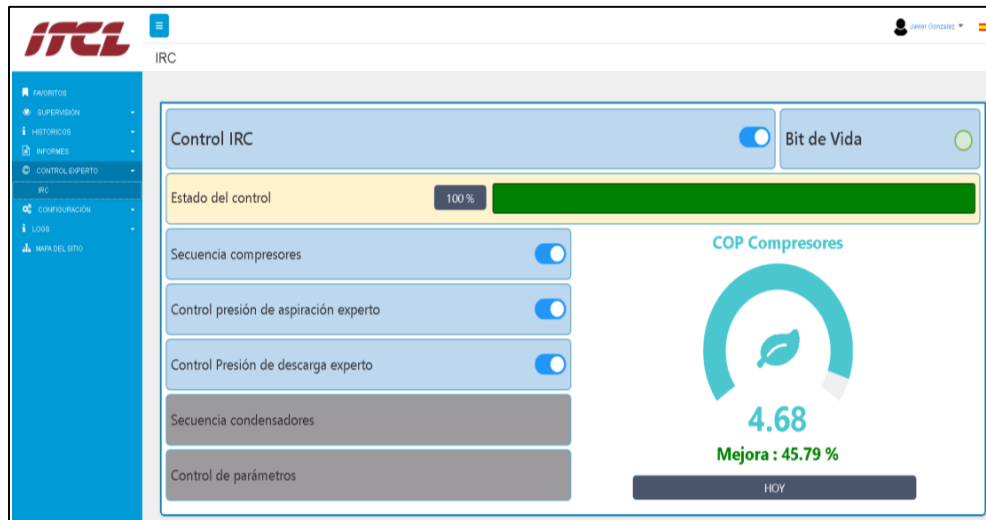 ITCL
Javier Gonzalez
IRC
FAVORITOS
SUPERVISIÓN
HISTORICOS
INFORMES
CONTROL EXPERTO
IRC
CONFIGURACIÓN
LOGS
MAPA DEL SITIO
Control IRC
Bit de Vida
Estado del control
100 %
Secuencia compresores
Control presión de aspiración experto
Control Presión de descarga experto
Secuencia condensadores
Control de parámetros
COP Compresores
4.68
Mejora : 45.79 %
HOY